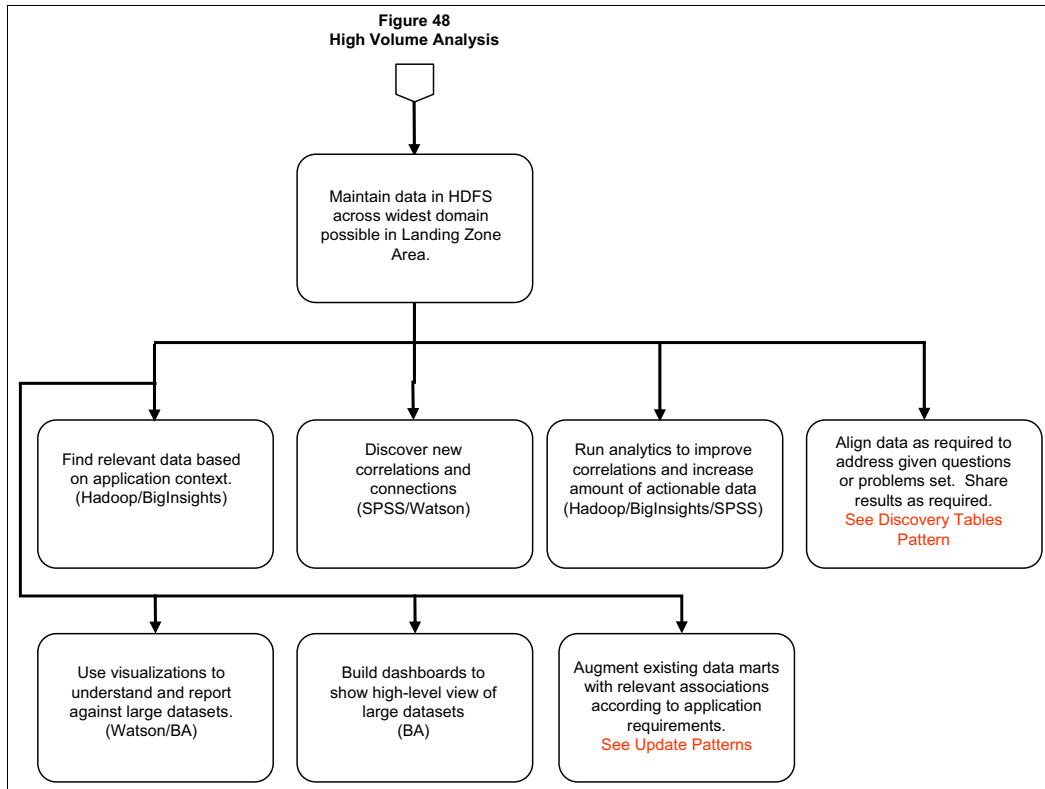 Figure 48
High Volume Analysis
Maintain data in HDFS
across widest domain
possible in Landing Zone
Area.
Find relevant data based
on application context.
(Hadoop/BigInsights)
Discover new
correlations and
connections
(SPSS/Watson)
Run analytics to improve
correlations and increase
amount of actionable data
(Hadoop/BigInsights/SPSS)
Align data as required to
address given questions
or problems set.  Share
results as required.
See Discovery Tables
Pattern
Use visualizations to
understand and report
against large datasets.
(Watson/BA)
Build dashboards to
show high-level view of
large datasets
(BA)
Augment existing data marts
with relevant associations
according to application
requirements.
See Update Patterns